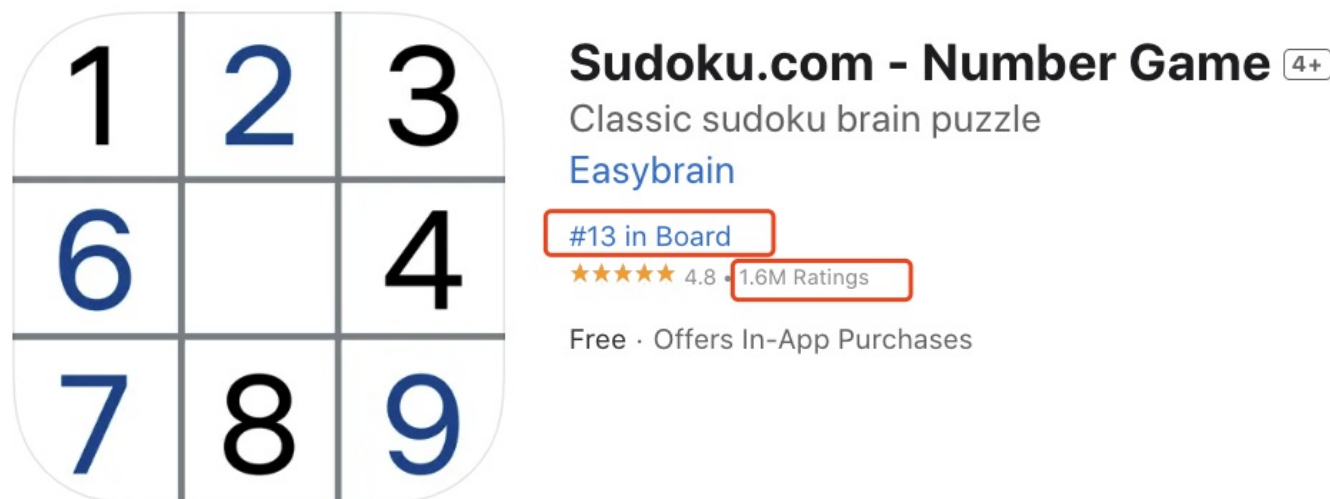 1 2 3
6 4
7 8 9
Sudoku.com - Number Game 4+
Classic sudoku brain puzzle
Easybrain
#13 in Board
★★★★★ 4.8 • 1.6M Ratings
Free · Offers In-App Purchases